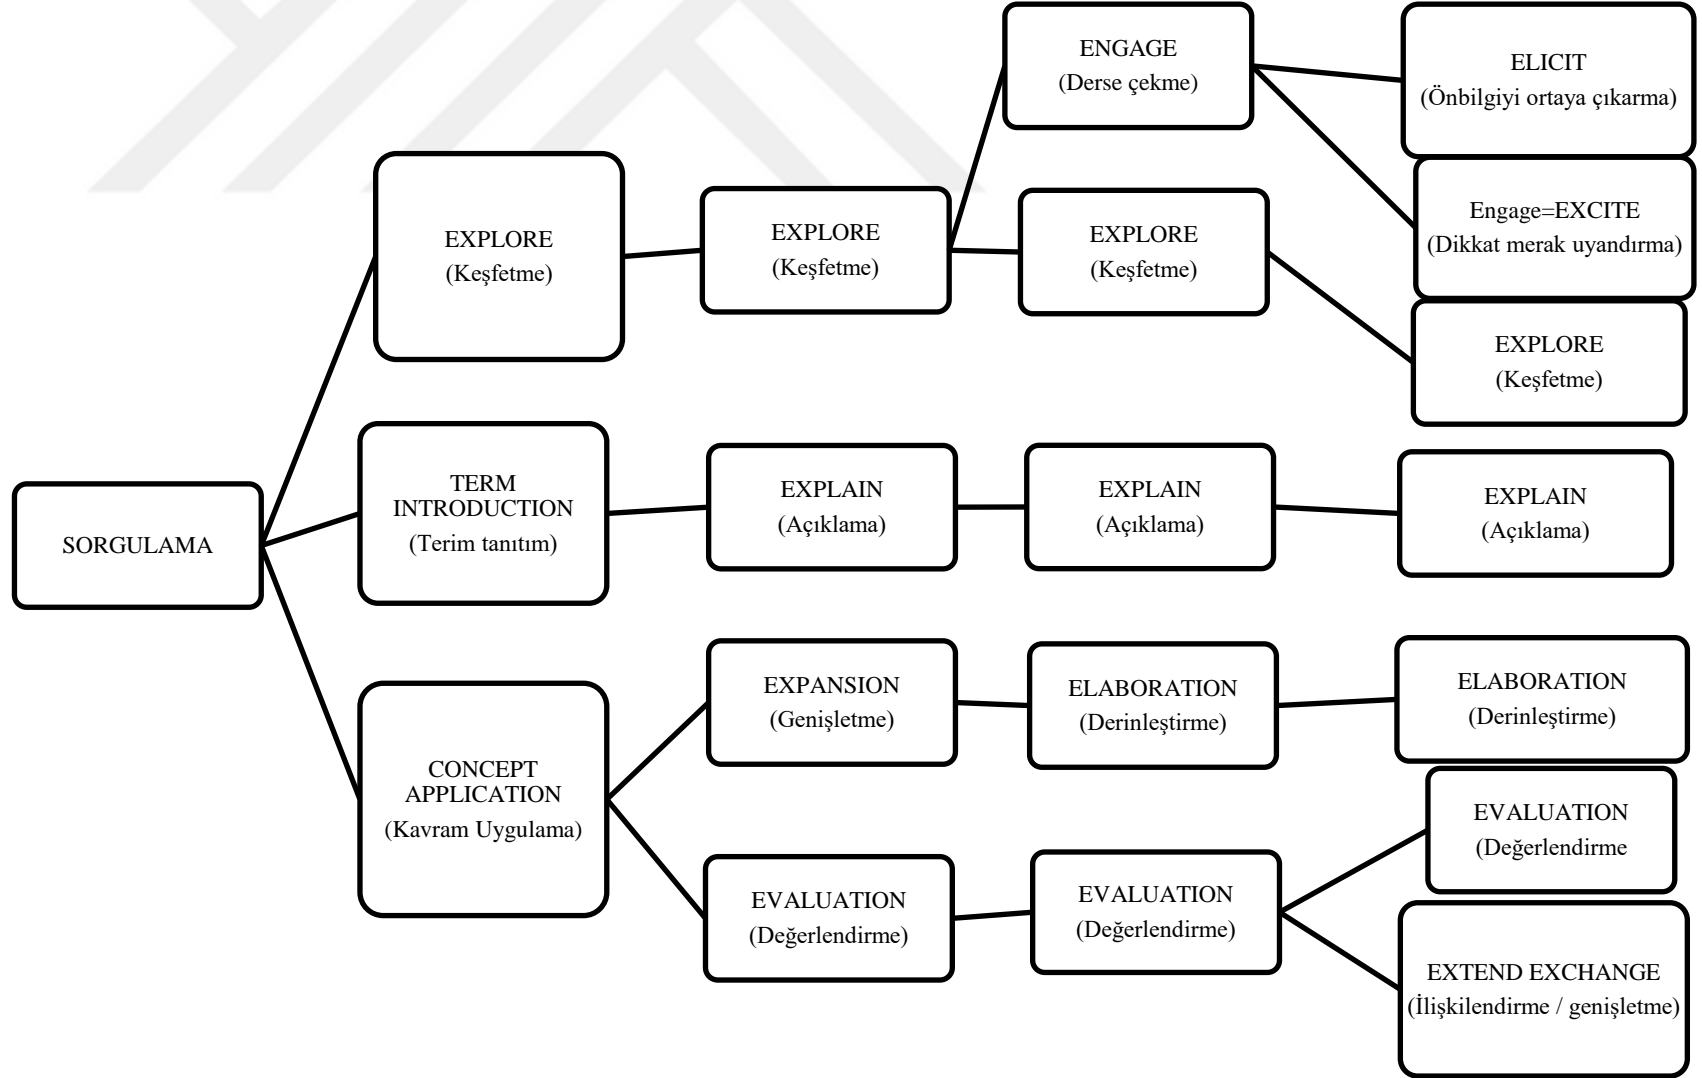 SORGULAMA
EXPLORE
(Keşfetme)
TERM
INTRODUCTION
(Terim tanıtım)
CONCEPT
APPLICATION
(Kavram Uygulama)
EXPLORE
(Keşfetme)
EXPLAIN
(Açıklama)
EXPANSION
(Genişletme)
EVALUATION
(Değerlendirme)
ENGAGE
(Derse çekme)
EXPLORE
(Keşfetme)
EXPLAIN
(Açıklama)
ELABORATION
(Derinleştirme)
EVALUATION
(Değerlendirme)
ELICIT
(Önbilgiyi ortaya çıkarma)
Engage=EXCITE
(Dikkat merak uyandırma)
EXPLORE
(Keşfetme)
EXPLAIN
(Açıklama)
ELABORATION
(Derinleştirme)
EVALUATION
(Değerlendirme
EXTEND EXCHANGE
(İlişkilendirme / genişletme)